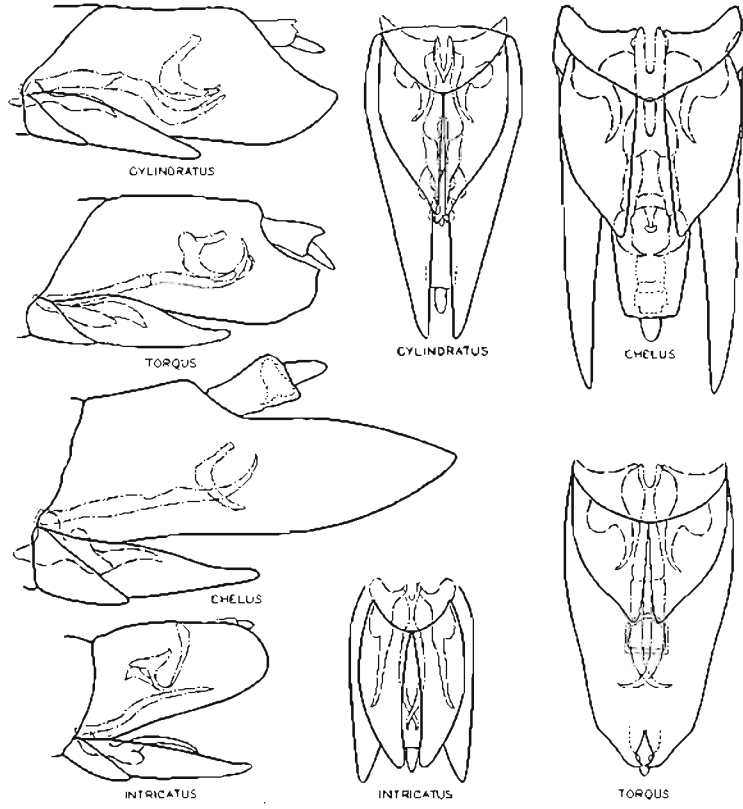 CYLINDRATUS
TORQUS
CHELUS
INTRICATUS
CYLINDRATUS
CHELUS
INTRICATUS
TORQUS